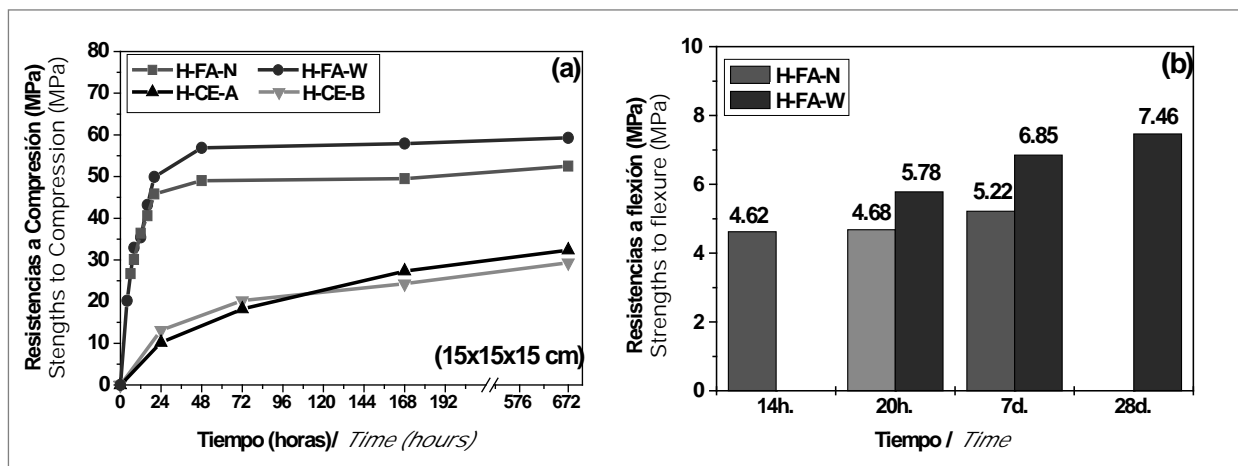 Resistencias a Compresión (MPa)
Stengths to Compression (MPa)
80
70
60
50
40
30
20
10
0
H-FA-N
H-FA-W
H-CE-A
H-CE-B
(a)
(15x15x15 cm)
0 24 48 72 96 120 144 168 192 576 672
Tiempo (horas)/ Time (hours)
Resistencias a flexión (MPa)
Strengths to flexure (MPa)
10
8
6
4
2
0
H-FA-N
H-FA-W
(b)
4.62
4.68
5.78
5.22
6.85
7.46
14h. 20h. 7d. 28d.
Tiempo / Time